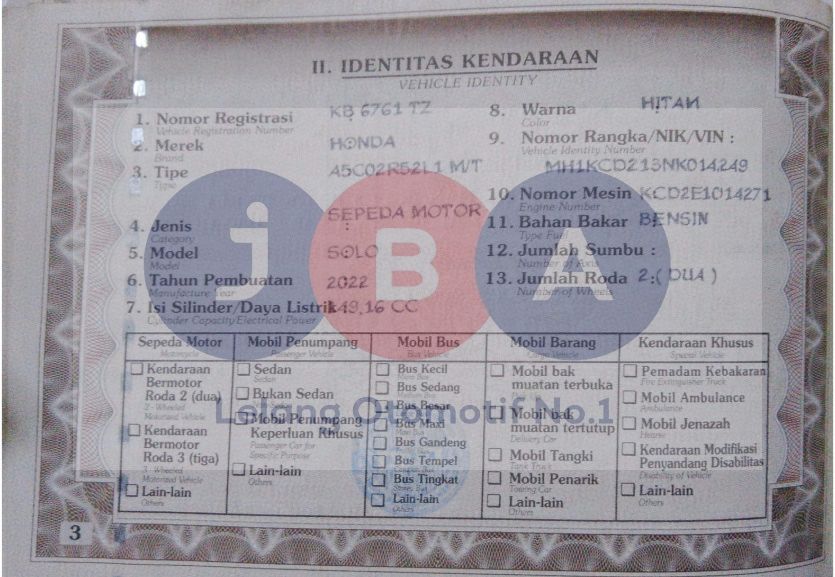 II. IDENTITAS KENDARAAN
VEHICLE IDENTITY
1. Nomor Registrasi KB 6761 TZ
Vehicle Registration Number
2. Merek HONDA
Brand
3. Tipe A5C02R52L1 M/T
Type
4. Jenis : SEPEDA MOTOR
Category
5. Model SOLO
Model
6. Tahun Pembuatan 2022
Manufacture Year
7. Isi Silinder/Daya Listrik 149,16 CC
Cylinder Capacity/Electrical Power
8. Warna HITAM
Color
9. Nomor Rangka/NIK/VIN :
Vehicle Identity Number
MH1KCD213NK014249
10. Nomor Mesin KCD2E1014271
Engine Number
11. Bahan Bakar BENSIN
Type Fuel
12. Jumlah Sumbu :
13. Jumlah Roda 2 :( DUA )
Number of Wheels
JBA
Lelang Otomotif No.1
Sepeda Motor
Motorcycle
Kendaraan
Bermotor
Roda 2 (dua)
2 - Wheeled
Motorized Vehicle
Kendaraan
Bermotor
Roda 3 (tiga)
3 - Wheeled
Motorized Vehicle
Lain-lain
Others
Mobil Penumpang
Passenger Vehicle
Sedan
Sedan
Bukan Sedan
Mobil Penumpang
Keperluan Khusus
Passenger Car for
Specific Purpose
Lain-lain
Others
Mobil Bus
Bus Vehicle
Bus Kecil
Bus Sedang
Bus Besar
Bus Maxi
Maxi Bus
Bus Gandeng
Bus Tempel
Bus Tingkat
Lain-lain
Others
Mobil Barang
Cargo Vehicle
Mobil bak
muatan terbuka
Mobil bak
muatan tertutup
Delivery Car
Mobil Tangki
Tank Truck
Mobil Penarik
Towing Car
Lain-lain
Others
Kendaraan Khusus
Special Vehicle
Pemadam Kebakaran
Fire Extinguisher Truck
Mobil Ambulance
Ambulance
Mobil Jenazah
Hearse
Kendaraan Modifikasi
Penyandang Disabilitas
Disability of Vehicle
Lain-lain
Others
3